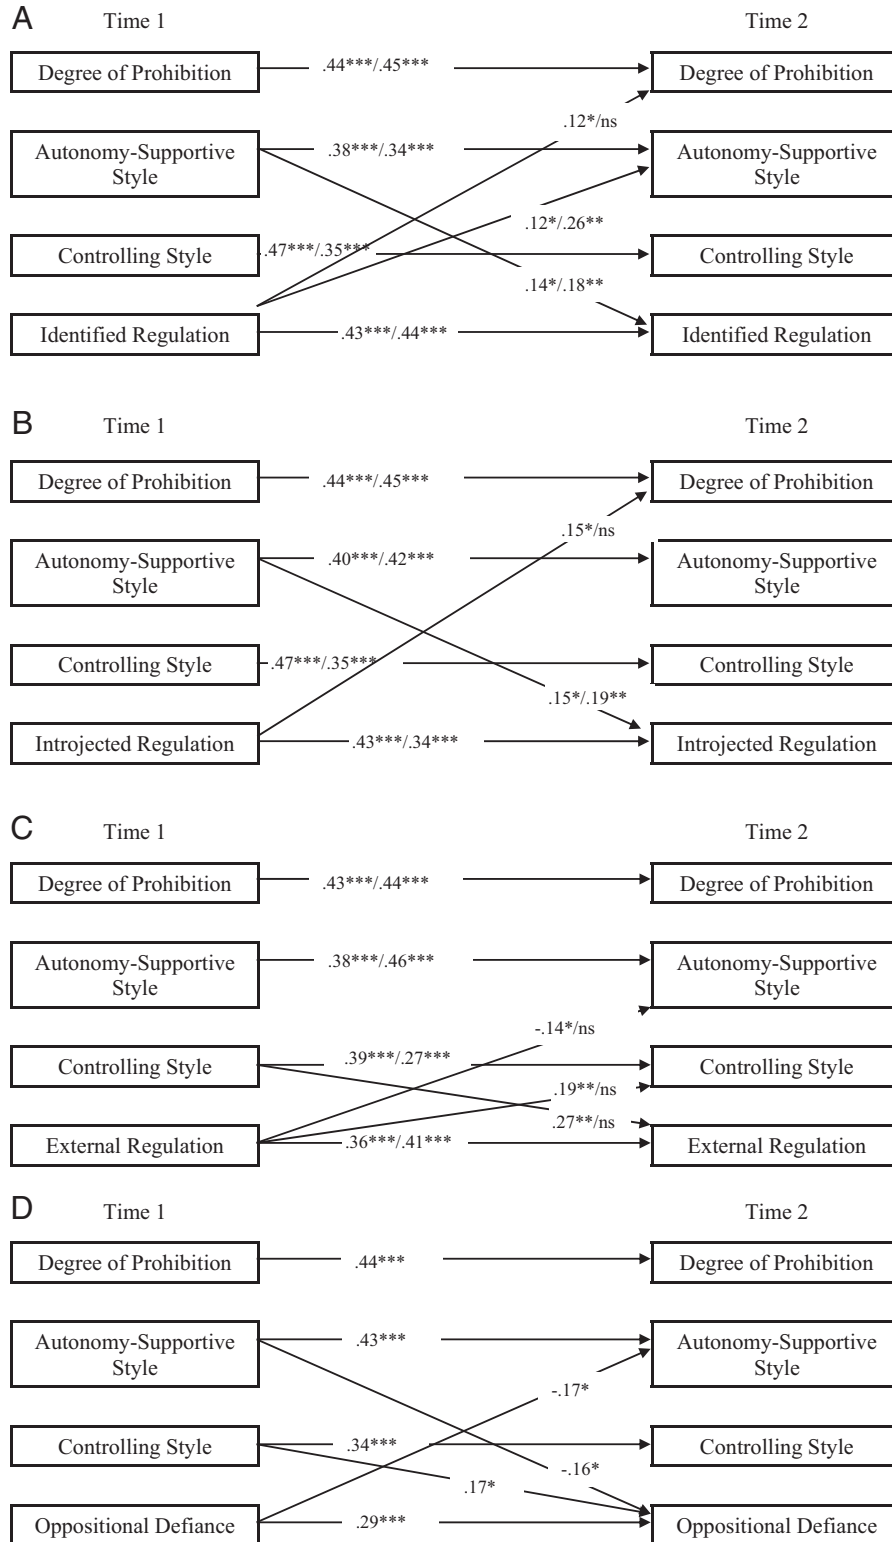 A
Time 1 Time 2
Degree of Prohibition .44***/.45*** Degree of Prohibition
.12*/ns
Autonomy-Supportive .38***/.34*** Autonomy-Supportive
Style Style
.12*/.26**
Controlling Style .47***/.35*** Controlling Style
.14*/.18**
Identified Regulation .43***/.44*** Identified Regulation
B
Time 1 Time 2
Degree of Prohibition .44***/.45*** Degree of Prohibition
.15*/ns
Autonomy-Supportive .40***/.42*** Autonomy-Supportive
Style Style
Controlling Style .47***/.35*** Controlling Style
.15*/.19**
Introjected Regulation .43***/.34*** Introjected Regulation
C
Time 1 Time 2
Degree of Prohibition .43***/.44*** Degree of Prohibition
Autonomy-Supportive .38***/.46*** Autonomy-Supportive
Style Style
-.14*/ns
Controlling Style .39***/.27*** Controlling Style
.19**/ns
.27**/ns
External Regulation .36***/.41*** External Regulation
D
Time 1 Time 2
Degree of Prohibition .44*** Degree of Prohibition
Autonomy-Supportive .43*** Autonomy-Supportive
Style Style
-.17*
Controlling Style .34*** Controlling Style
-.16*
.17*
Oppositional Defiance .29*** Oppositional Defiance